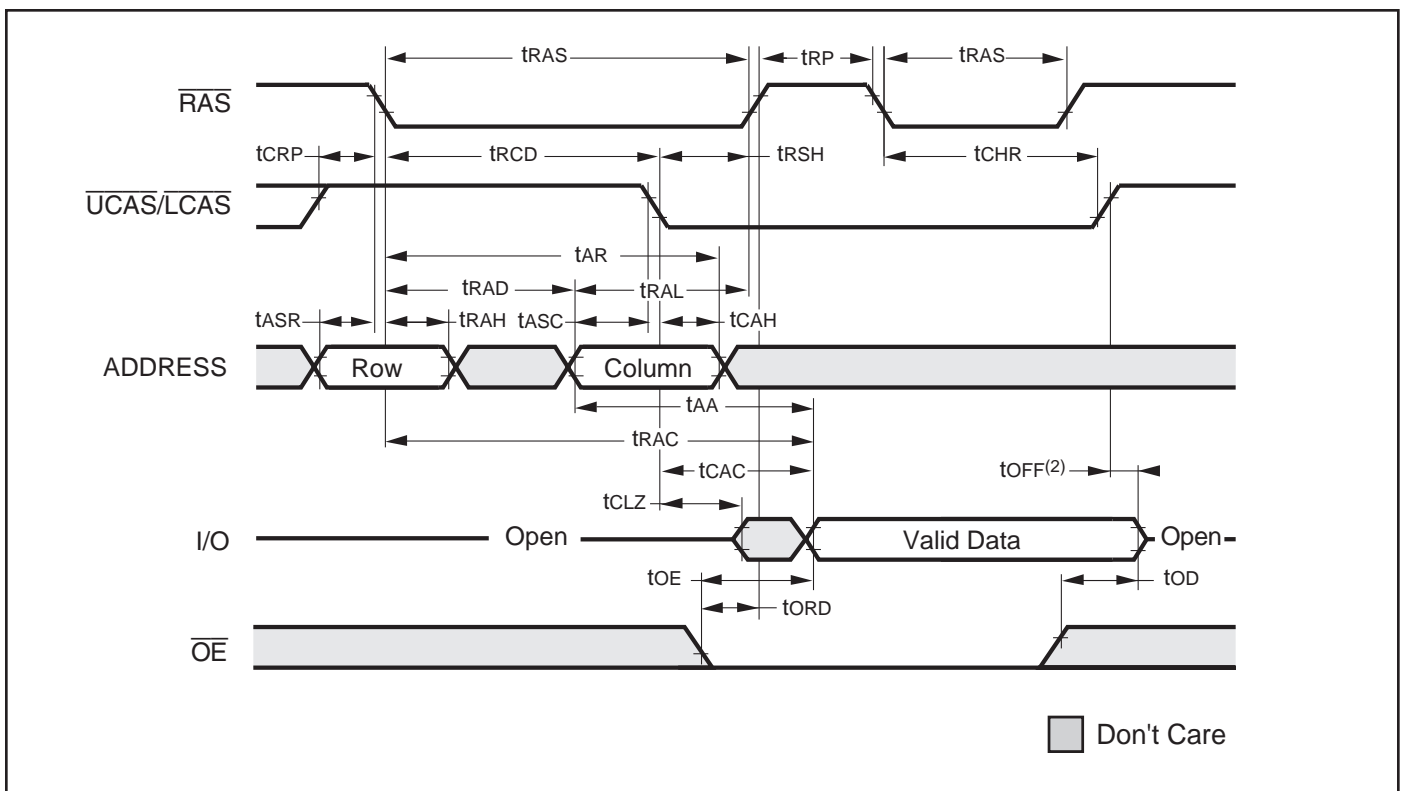 tRAS tRP tRAS
RAS
tCRP tRCD tRSH tCHR
UCAS/LCAS
tAR
tRAD tRAL
tASR tRAH tASC tCAH
ADDRESS Row Column
tAA
tRAC
tCAC tOFF(2)
tCLZ
I/O Open Valid Data Open
tOE tOD
tORD
OE
Don't Care